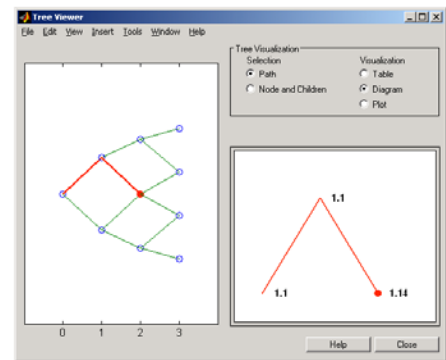 Tree Viewer
File Edit View Insert Tools Window Help
Tree Visualization
Selection
Path
Node and Children
Visualization
Table
Diagram
Plot
1.1
1.1
1.14
0 1 2 3
Help Close